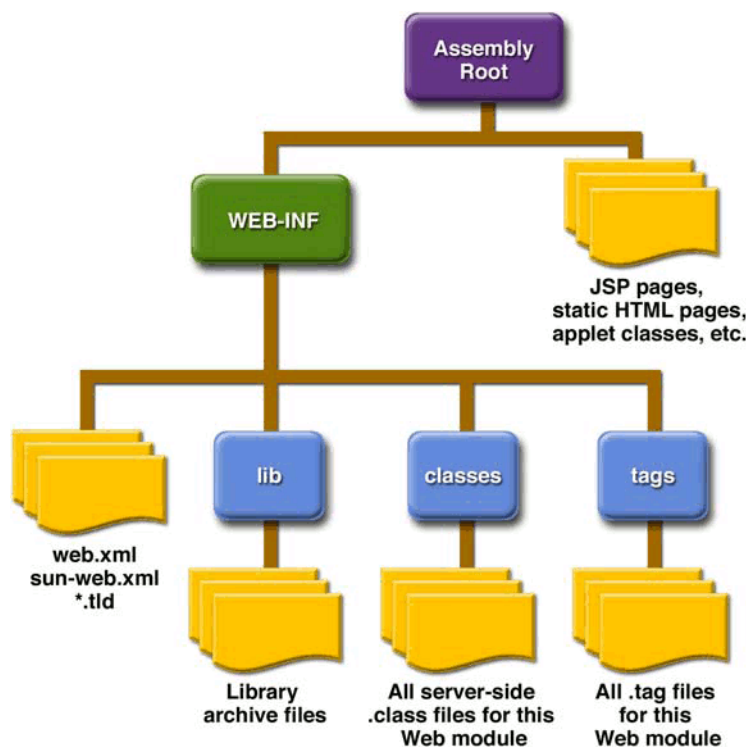 Assembly
Root
WEB-INF
JSP pages,
static HTML pages,
applet classes, etc.
lib
classes
tags
web.xml
sun-web.xml
*.tld
Library
archive files
All server-side
.class files for this
Web module
All .tag files
for this
Web module